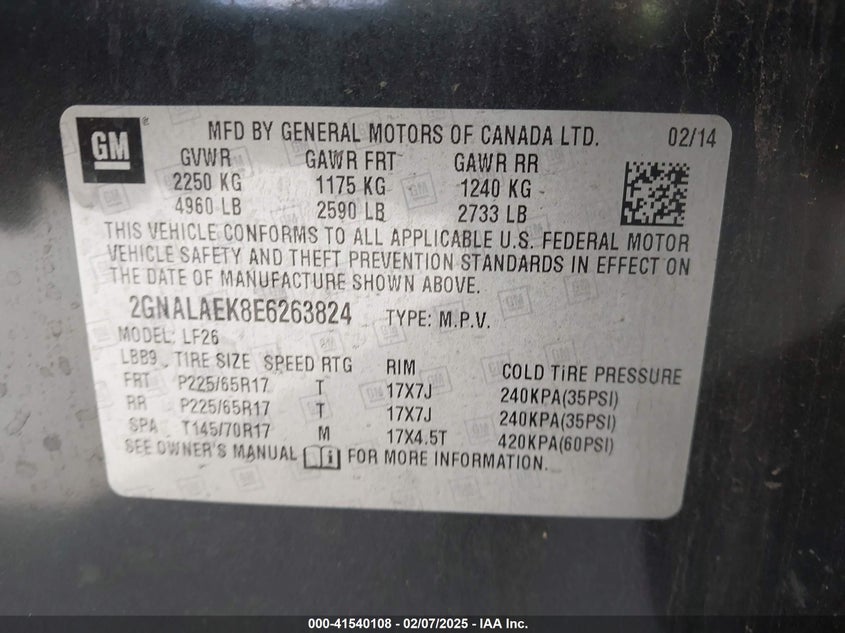 GM ® MFD BY GENERAL MOTORS OF CANADA LTD. 02/14
GVWR GAWR FRT GAWR RR
2250 KG 1175 KG 1240 KG
4960 LB 2590 LB 2733 LB
THIS VEHICLE CONFORMS TO ALL APPLICABLE U.S. FEDERAL MOTOR
VEHICLE SAFETY AND THEFT PREVENTION STANDARDS IN EFFECT ON
THE DATE OF MANUFACTURE SHOWN ABOVE.
2GNALAEK8E6263824 TYPE: M.P.V.
MODEL: LF26
LBB9 TIRE SIZE SPEED RTG RIM COLD TiRE PRESSURE
FRT P225/65R17 T 17X7J 240KPA(35PSI)
RR P225/65R17 T 17X7J 240KPA(35PSI)
SPA T145/70R17 M 17X4.5T 420KPA(60PSI)
SEE OWNER'S MANUAL i FOR MORE INFORMATION.
000-41540108 - 02/07/2025 - IAA Inc.